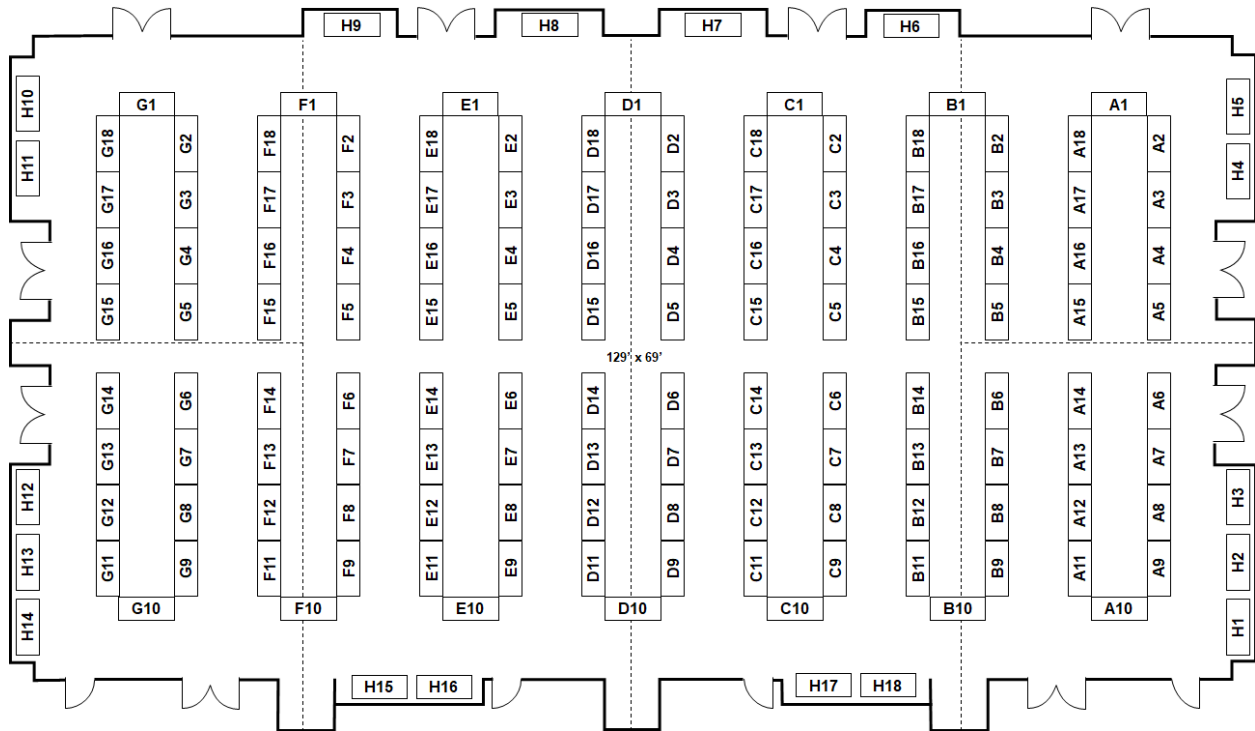 H9 H8 H7 H6
H10 H5
G1 F1 E1 D1 C1 B1 A1
G18 G2 F18 F2 E18 E2 D18 D2 C18 C2 B18 B2 A18 A2
H11 H4
G17 G3 F17 F3 E17 E3 D17 D3 C17 C3 B17 B3 A17 A3
G16 G4 F16 F4 E16 E4 D16 D4 C16 C4 B16 B4 A16 A4
G15 G5 F15 F5 E15 E5 D15 D5 C15 C5 B15 B5 A15 A5
129' x 69'
G14 G6 F14 F6 E14 E6 D14 D6 C14 C6 B14 B6 A14 A6
G13 G7 F13 F7 E13 E7 D13 D7 C13 C7 B13 B7 A13 A7
H12 H3
G12 G8 F12 F8 E12 E8 D12 D8 C12 C8 B12 B8 A12 A8
H13 H2
G11 G9 F11 F9 E11 E9 D11 D9 C11 C9 B11 B9 A11 A9
G10 F10 E10 D10 C10 B10 A10
H14 H1
H15 H16 H17 H18